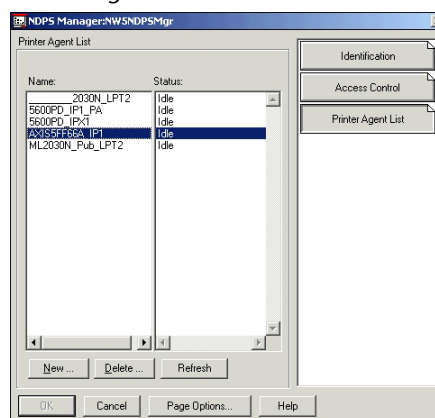 NDPS Manager:NW5NDPSMgr
Printer Agent List
Identification
Access Control
Printer Agent List
Name: Status:
______2030N_LPT2 Idle
5600PD_IP1_PA Idle
5600PD_IPX1 Idle
AXIS5FF66A_IP1 Idle
ML2030N_Pub_LPT2 Idle
New ... Delete ... Refresh
OK Cancel Page Options... Help